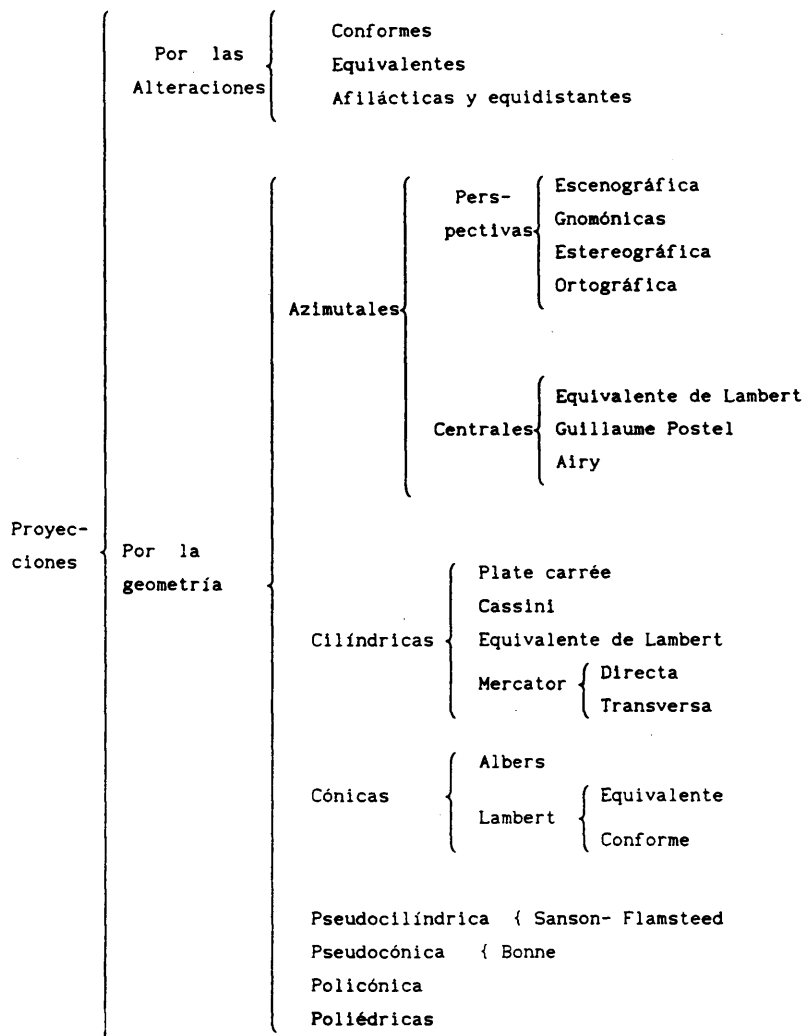 Por las
Alteraciones
Conformes
Equivalentes
Afilácticas y equidistantes
Proyec-
ciones
Por la
geometría
Azimutales
Pers-
pectivas
Escenográfica
Gnomónicas
Estereográfica
Ortográfica
Centrales
Equivalente de Lambert
Guillaume Postel
Airy
Cilíndricas
Plate carrée
Cassini
Equivalente de Lambert
Mercator
Directa
Transversa
Cónicas
Albers
Lambert
Equivalente
Conforme
Pseudocilíndrica { Sanson- Flamsteed
Pseudocónica { Bonne
Policónica
Poliédricas